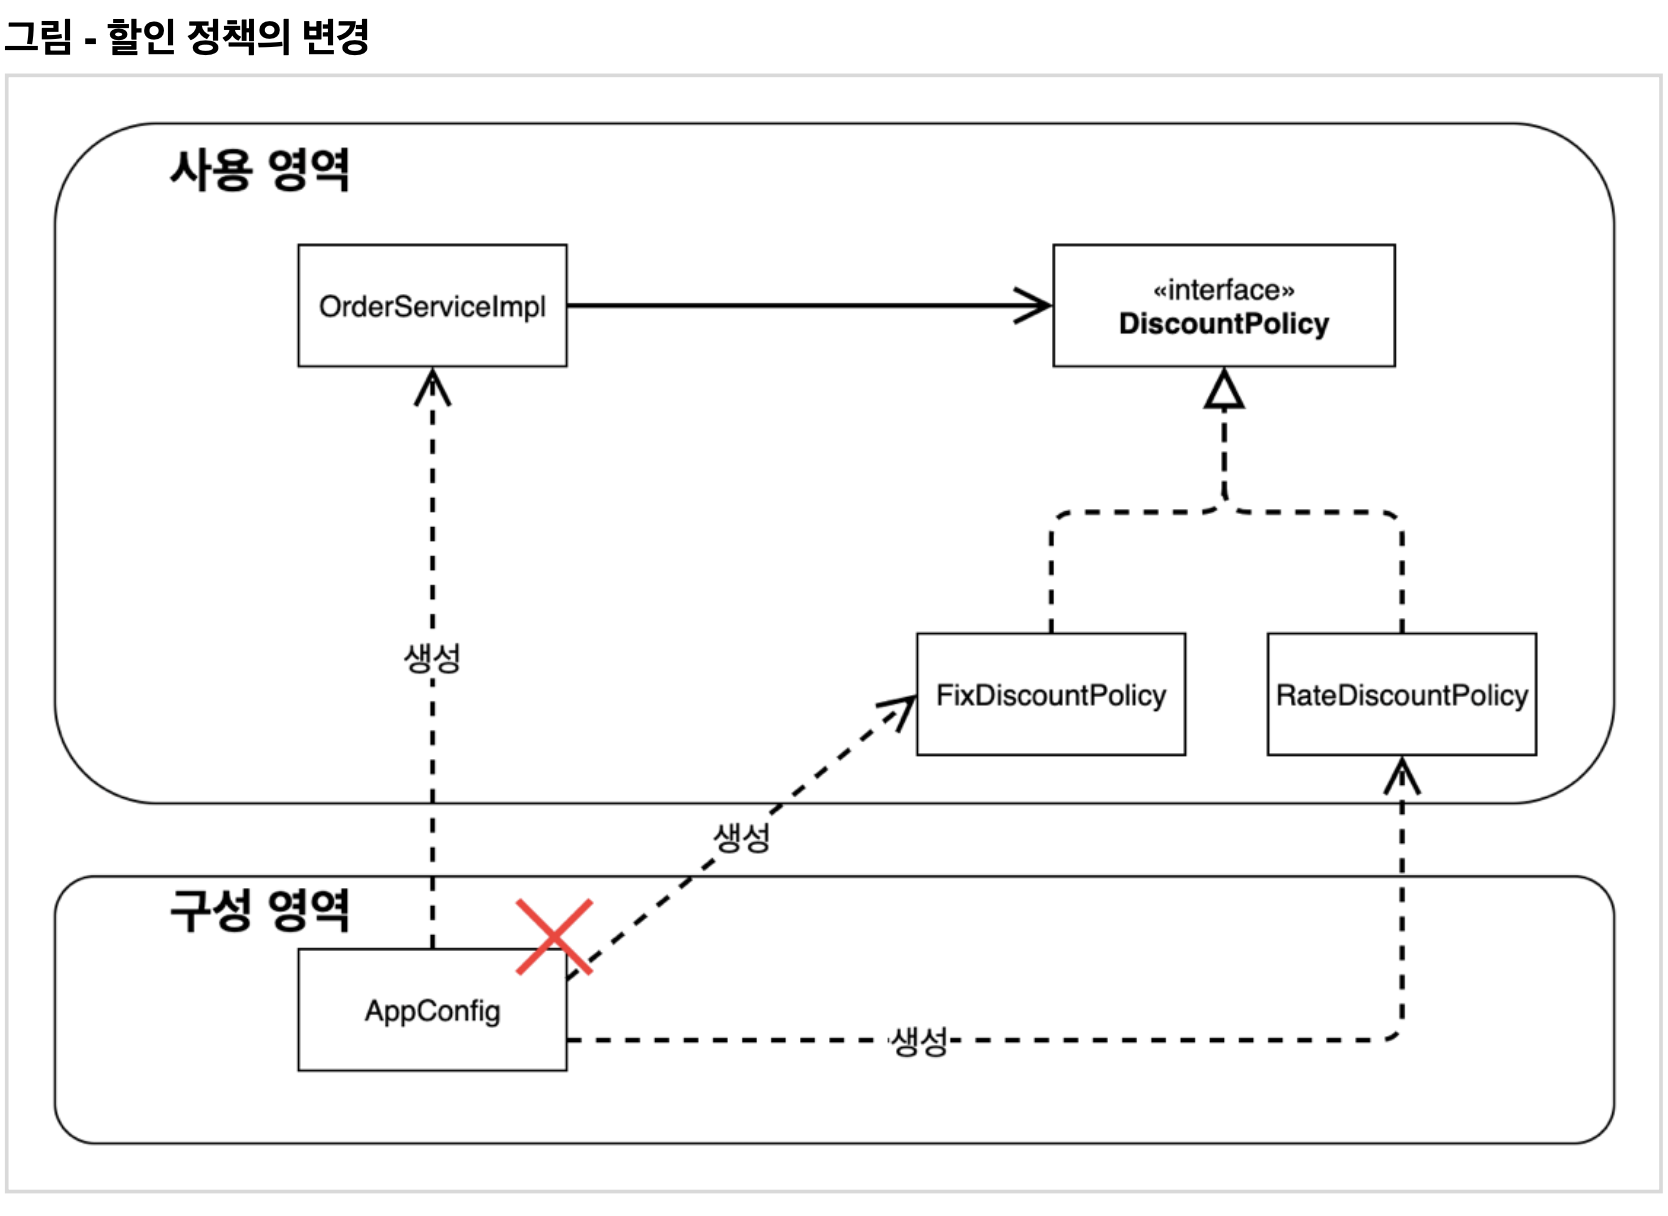 그림 - 할인 정책의 변경
사용 영역
OrderServiceImpl
«interface»
DiscountPolicy
생성
FixDiscountPolicy
RateDiscountPolicy
생성
구성 영역
AppConfig
생성